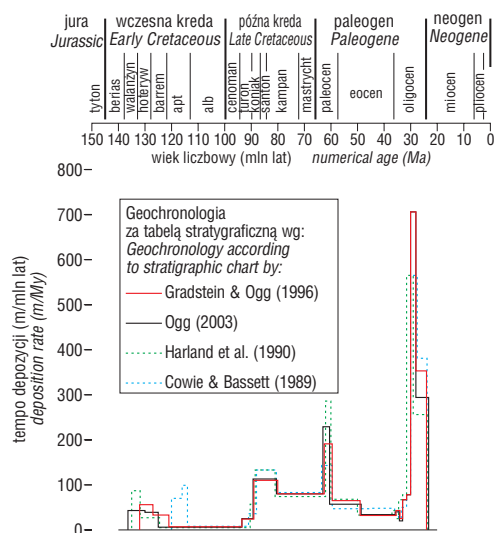 jura
Jurassic
wczesna kreda
Early Cretaceous
późna kreda
Late Cretaceous
paleogen
Paleogene
neogen
Neogene
tyton
berias
walanżyn
hoteryw
barrem
apt
alb
cenoman
turon
koniak
santon
kampan
mastrycht
paleocen
eocen
oligocen
miocen
pliocen
150 140 130 120 110 100 90 80 70 60 50 40 30 20 10 0
wiek liczbowy (mln lat) numerical age (Ma)
800
700
600
500
400
300
200
100
0
tempo depozycji (m/mln lat)
deposition rate (m/My)
Geochronologia
za tabelą stratygraficzną wg:
Geochronology according
to stratigraphic chart by:
Gradstein & Ogg (1996)
Ogg (2003)
Harland et al. (1990)
Cowie & Bassett (1989)